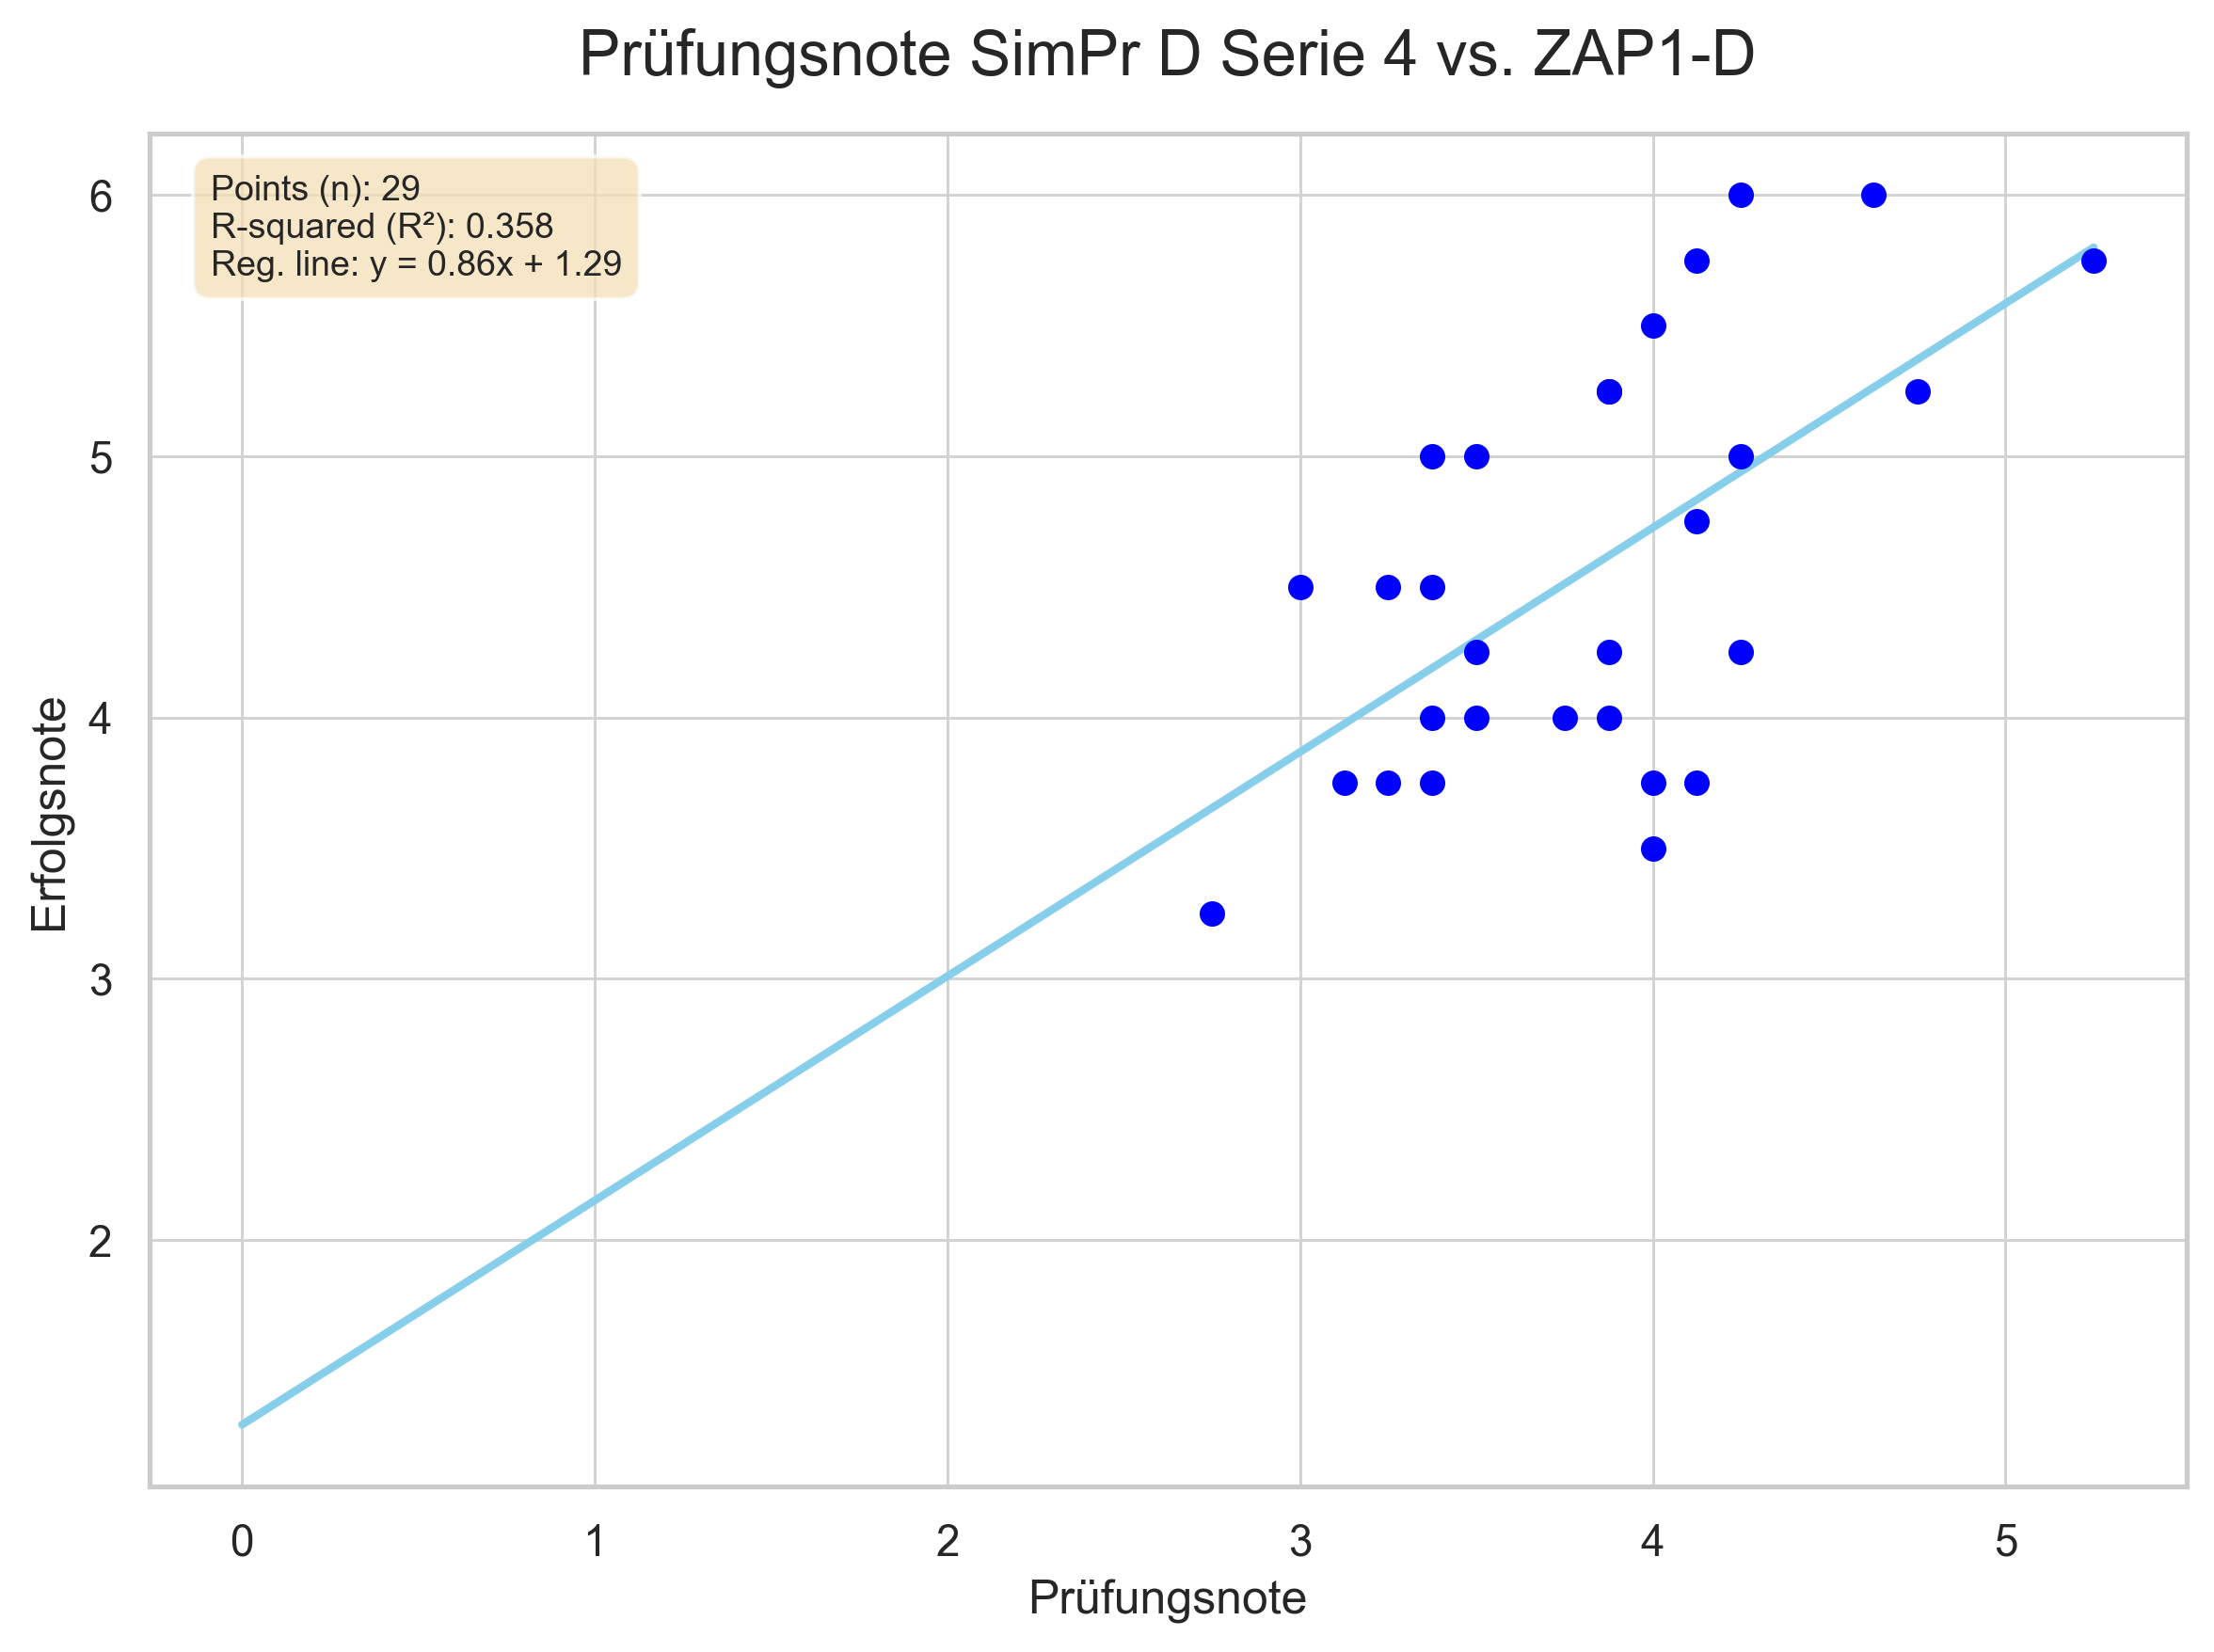 Prüfungsnote SimPr D Serie 4 vs. ZAP1-D
Points (n): 29
R-squared (R²): 0.358
Reg. line: y = 0.86x + 1.29
6
5
4
3
2
Erfolgsnote
0 1 2 3 4 5
Prüfungsnote